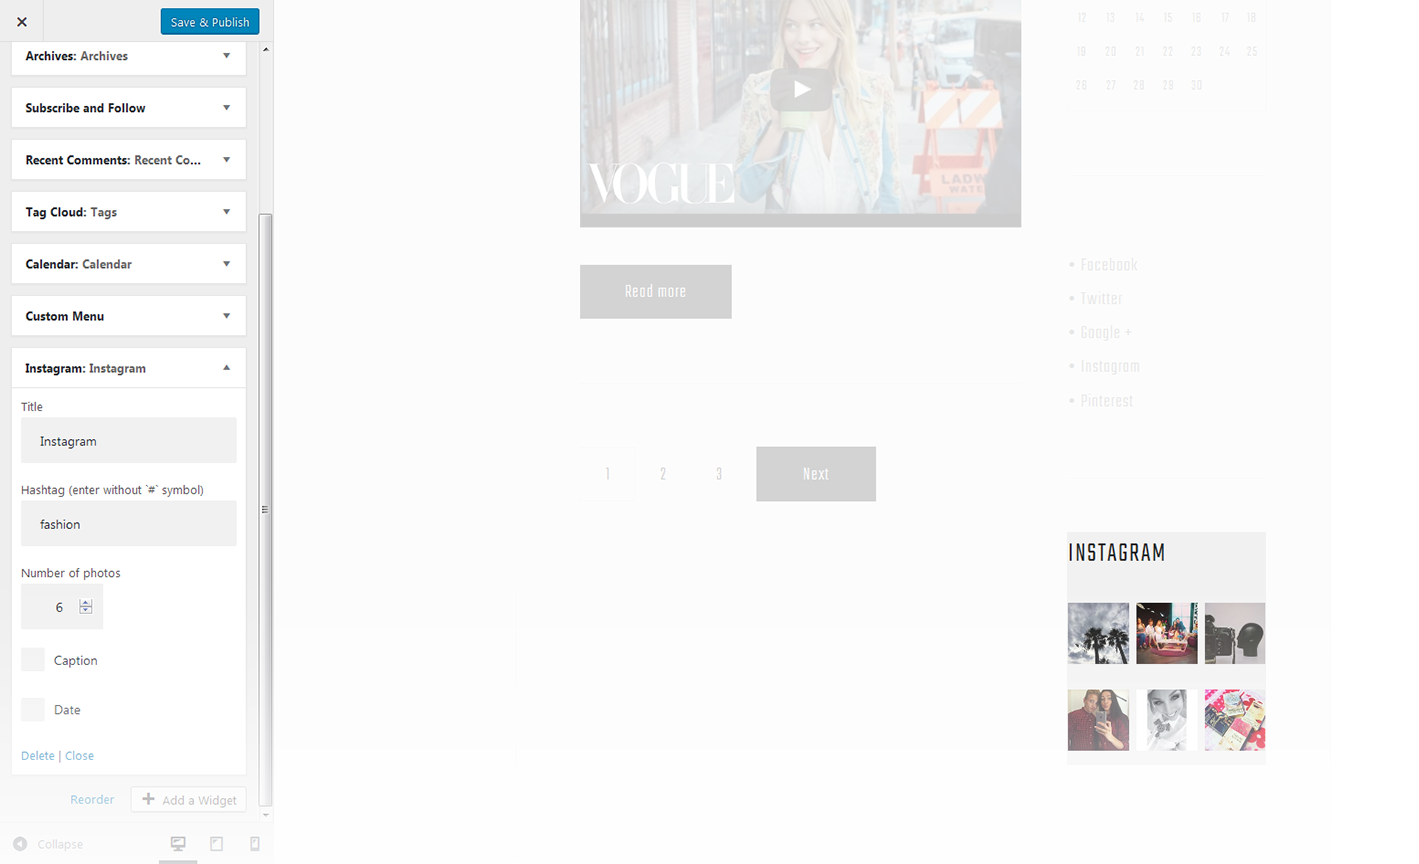 Save & Publish
Archives: Archives
Subscribe and Follow
Recent Comments: Recent Co...
Tag Cloud: Tags
Calendar: Calendar
Custom Menu
Instagram: Instagram
Title
Instagram
Hashtag (enter without `#` symbol)
fashion
Number of photos
6
Caption
Date
Delete | Close
Reorder
Add a Widget
Collapse
VOGUE
LADW
WATE
Read more
1 2 3 Next
12 13 14 15 16 17 18
19 20 21 22 23 24 25
26 27 28 29 30
• Facebook
• Twitter
• Google +
• Instagram
• Pinterest
INSTAGRAM